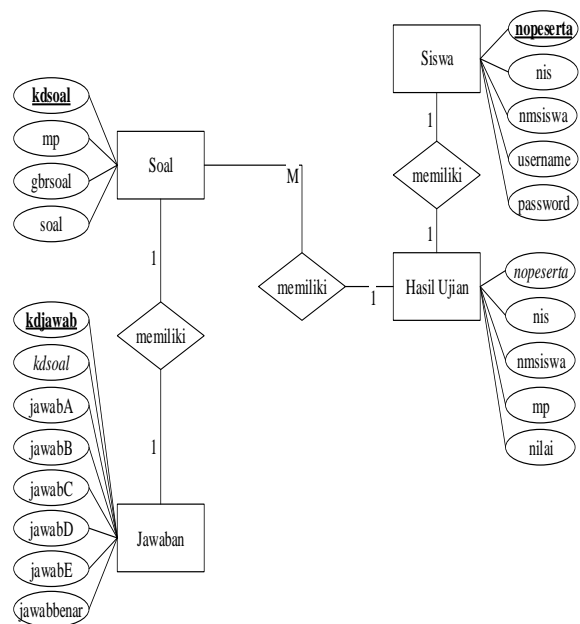 kdsoal
mp
gbrsoal
soal
Soal
M
1
memiliki
1
kdjawab
kdsoal
jawabA
jawabB
jawabC
jawabD
jawabE
jawabbenar
Jawaban
memiliki
1
Siswa
nopeserta
nis
nmsiswa
username
password
1
memiliki
1
Hasil Ujian
nopeserta
nis
nmsiswa
mp
nilai